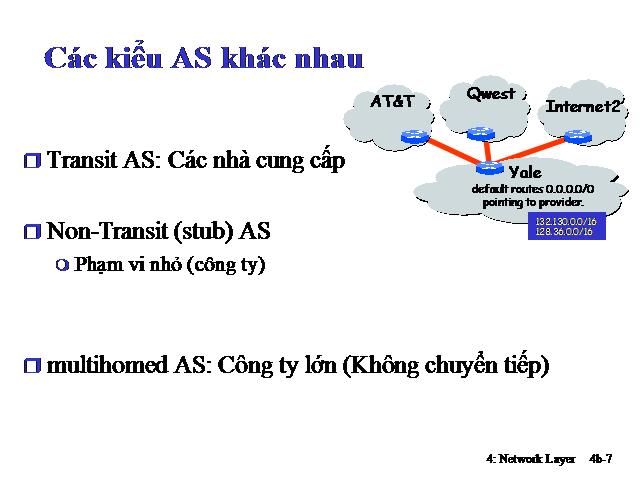 Các kiểu AS khác nhau
AT&T
Qwest
Internet2
Transit AS: Các nhà cung cấp
Yale
default routes 0.0.0.0/0
pointing to provider.
132.130.0.0/16
128.36.0.0/16
Non-Transit (stub) AS
Phạm vi nhỏ (công ty)
multihomed AS: Công ty lớn (Không chuyển tiếp)
4: Network Layer 4b-7